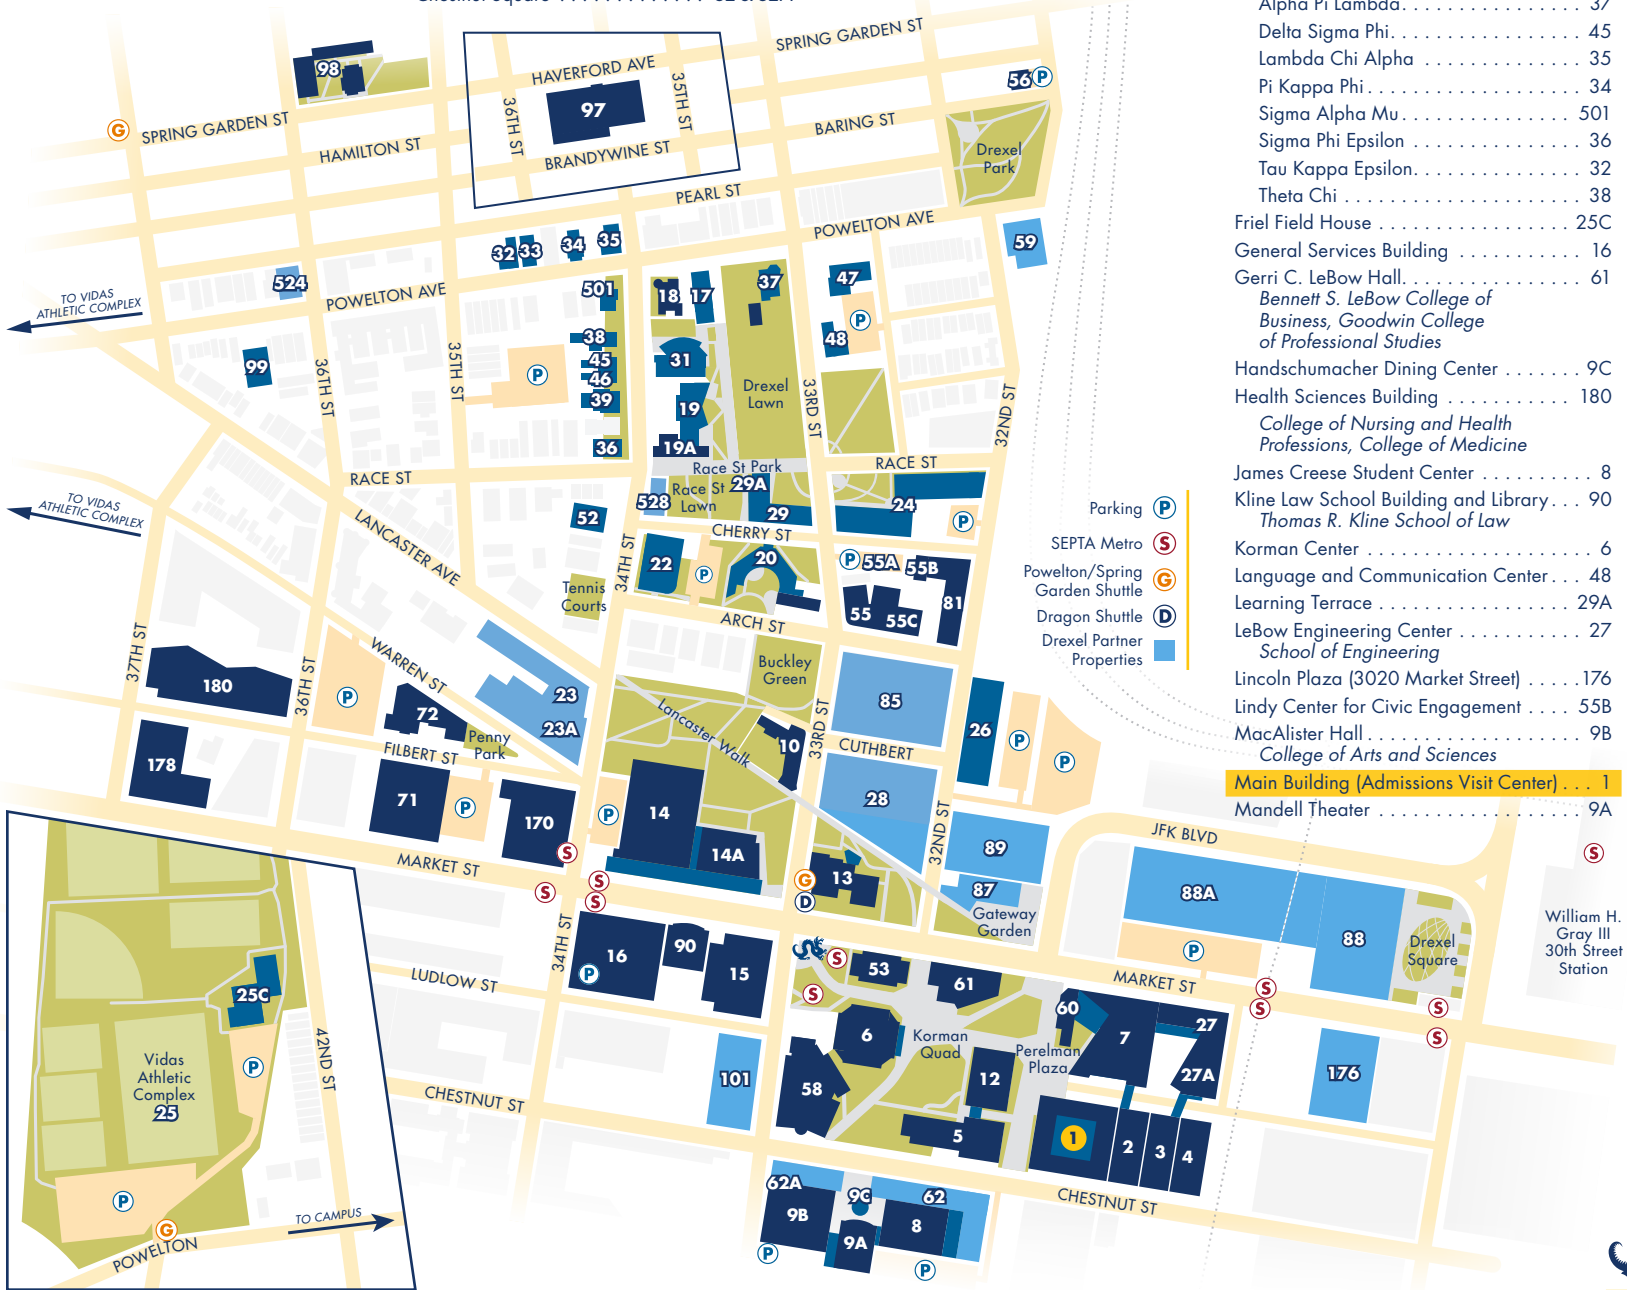 Alpha Pi Lambda. . . . . . . . . . . . . . . . 37
Delta Sigma Phi. . . . . . . . . . . . . . . . . 45
Lambda Chi Alpha . . . . . . . . . . . . . . 35
Pi Kappa Phi . . . . . . . . . . . . . . . . . . . 34
Sigma Alpha Mu . . . . . . . . . . . . . . . 501
Sigma Phi Epsilon . . . . . . . . . . . . . . . 36
Tau Kappa Epsilon. . . . . . . . . . . . . . . 32
Theta Chi . . . . . . . . . . . . . . . . . . . . . 38
Friel Field House . . . . . . . . . . . . . . . . . 25C
General Services Building . . . . . . . . . . . 16
Gerri C. LeBow Hall. . . . . . . . . . . . . . . . 61
Bennett S. LeBow College of
Business, Goodwin College
of Professional Studies
Handschumacher Dining Center . . . . . . . 9C
Health Sciences Building . . . . . . . . . . . 180
College of Nursing and Health
Professions, College of Medicine
James Creese Student Center . . . . . . . . . 8
Kline Law School Building and Library . . . 90
Thomas R. Kline School of Law
Korman Center . . . . . . . . . . . . . . . . . . . 6
Language and Communication Center . . . 48
Learning Terrace . . . . . . . . . . . . . . . . . 29A
LeBow Engineering Center . . . . . . . . . . 27
School of Engineering
Lincoln Plaza (3020 Market Street) . . . . . 176
Lindy Center for Civic Engagement . . . . 55B
MacAlister Hall . . . . . . . . . . . . . . . . . . 9B
College of Arts and Sciences
Main Building (Admissions Visit Center) . . . 1
Mandell Theater . . . . . . . . . . . . . . . . . 9A
Parking P
SEPTA Metro S
Powelton/Spring
Garden Shuttle G
Dragon Shuttle D
Drexel Partner
Properties
SPRING GARDEN ST
98
G
SPRING GARDEN ST
HAMILTON ST
HAVERFORD AVE
36TH ST
97
35TH ST
BRANDYWINE ST
BARING ST
56 P
Drexel
Park
PEARL ST
POWELTON AVE
59
32
33
34
35
524
POWELTON AVE
TO VIDAS
ATHLETIC COMPLEX
99
36TH ST
35TH ST
P
501
38
45
46
39
36
18
17
37
31
19
19A
Drexel
Lawn
47
P
48
33RD ST
32ND ST
RACE ST
Race St Park
RACE ST
TO VIDAS
ATHLETIC COMPLEX
528
Race St
Lawn
29A
29
24
P
52
CHERRY ST
LANCASTER AVE
34TH ST
22
P
20
P
55A
55B
81
55
55C
Tennis
Courts
ARCH ST
Buckley
Green
37TH ST
180
36TH ST
P
WARREN ST
72
23
23A
Penny
Park
Lancaster Walk
10
33RD ST
85
CUTHBERT
26
P
P
178
FILBERT ST
71
P
170
S
P
14
14A
28
32ND ST
89
87
Gateway
Garden
JFK BLVD
88A
P
88
Drexel
Square
S
William H.
Gray III
30th Street
Station
MARKET ST
S
S
S
G
D
13
34TH ST
16
P
90
15
S
S
53
61
MARKET ST
S
S
S
S
LUDLOW ST
6
Korman
Quad
60
7
27
27A
Perelman
Plaza
58
12
5
101
176
1
2
3
4
CHESTNUT ST
CHESTNUT ST
62A
9B
9C
62
8
9A
P
P
25C
42ND ST
P
Vidas
Athletic
Complex
25
P
G
POWELTON
TO CAMPUS